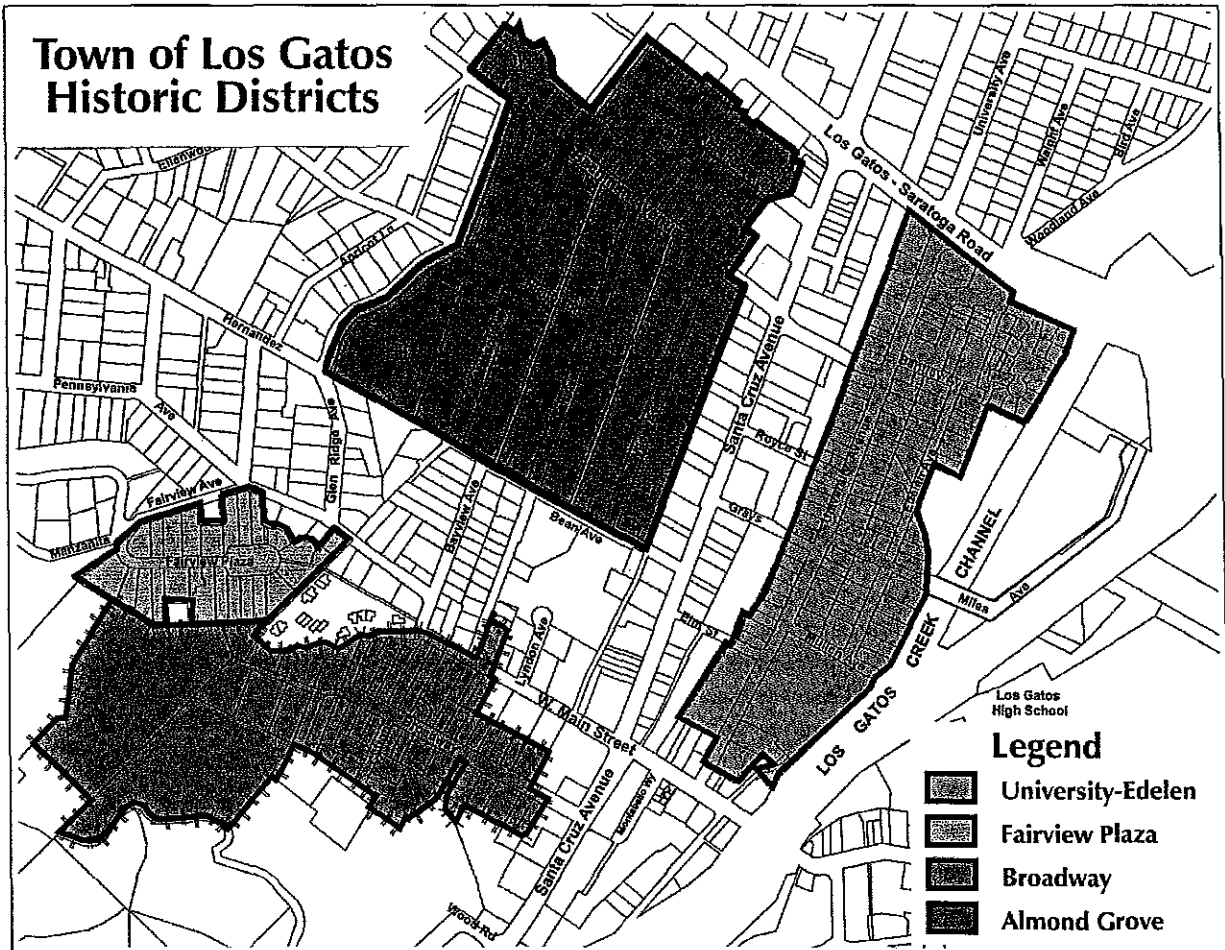 Town of Los Gatos
Historic Districts
University Ave
Bird Ave
Woodland Ave
Los Gatos - Saratoga Road
Apricot Ln
Hernandez
Pennsylvania
Ave
Glen Ridge Ave
Santa Cruz Avenue
Royce St
Grays
Fairview Ave
Manzanita
Fairview Plaza
Bayview Ave
Bean Ave
CHANNEL
Miles Ave
Elm St
Lyndon Ave
W. Main Street
LOS GATOS CREEK
Los Gatos
High School
Montebello Wy
Santa Cruz Avenue
Wood Rd
Legend
University-Edelen
Fairview Plaza
Broadway
Almond Grove